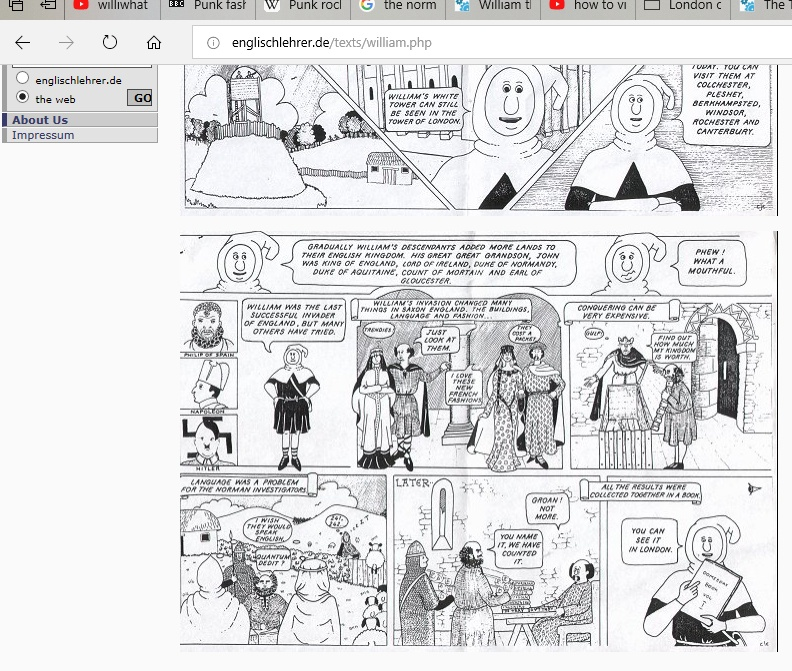 williwhat
Punk fash
Punk rocl
the norm
William tl
how to vi
London c
The T
englischlehrer.de/texts/william.php
englischlehrer.de
the web
GO
About Us
Impressum
WILLIAM'S WHITE
TOWER CAN STILL
BE SEEN IN THE
TOWER OF LONDON.
TODAY. YOU CAN
VISIT THEM AT
COLCHESTER,
PLESHEY,
BERKHAMPSTED,
WINDSOR,
ROCHESTER AND
CANTERBURY.
GRADUALLY WILLIAM'S DESCENDANTS ADDED MORE LANDS TO
THEIR ENGLISH KINGDOM. HIS GREAT GREAT GRANDSON, JOHN
WAS KING OF ENGLAND, LORD OF IRELAND, DUKE OF NORMANDY,
DUKE OF AQUITAINE, COUNT OF MORTAIN AND EARL OF
GLOUCESTER.
PHEW!
WHAT A
MOUTHFUL.
PHILIP OF SPAIN
NAPOLEON
HITLER
WILLIAM WAS THE LAST
SUCCESSFUL INVADER
OF ENGLAND, BUT MANY
OTHERS HAVE TRIED.
WILLIAM'S INVASION CHANGED MANY
THINGS IN SAXON ENGLAND. THE BUILDINGS,
LANGUAGE AND FASHION...
TRENDIES!
JUST
LOOK AT
THEM.
I LOVE
THESE
NEW
FRENCH
FASHIONS
THEY
COST A
PACKET.
CONQUERING CAN BE
VERY EXPENSIVE.
GULP!
FIND OUT
HOW MUCH
MY KINGDOM
IS WORTH.
LANGUAGE WAS A PROBLEM
FOR THE NORMAN INVESTIGATORS.
I WISH
THEY WOULD
SPEAK
ENGLISH.
QUANTUM
DEDIT?
LATER..
GROAN!
NOT
MORE.
YOU NAME
IT, WE HAVE
COUNTED
IT.
ALL THE RESULTS WERE
COLLECTED TOGETHER IN A BOOK.
YOU CAN
SEE IT
IN LONDON.
DOMESDAY
BOOK
VOL
I